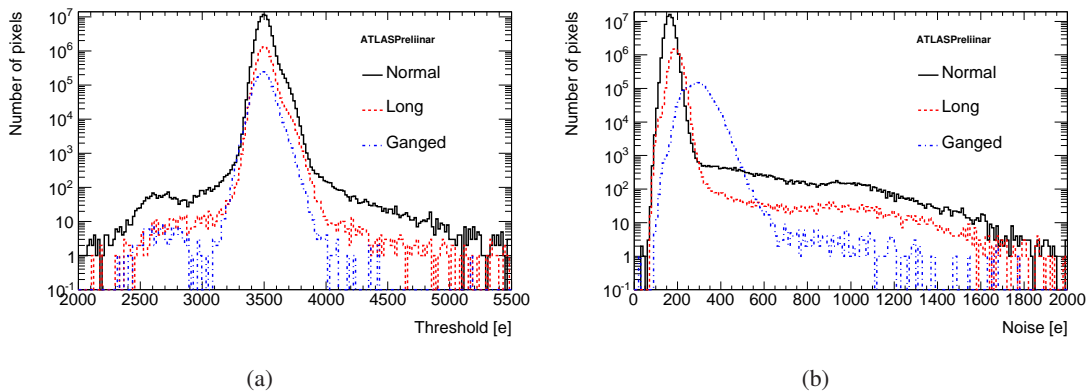 Number of pixels
10^7
10^6
10^5
10^4
10^3
10^2
10
1
10^-1
2000 2500 3000 3500 4000 4500 5000 5500
Threshold [e]
ATLASPreliinar
Normal
Long
Ganged
(a)
Number of pixels
10^7
10^6
10^5
10^4
10^3
10^2
10
1
10^-1
0 200 400 600 800 1000 1200 1400 1600 1800 2000
Noise [e]
ATLASPreliinar
Normal
Long
Ganged
(b)